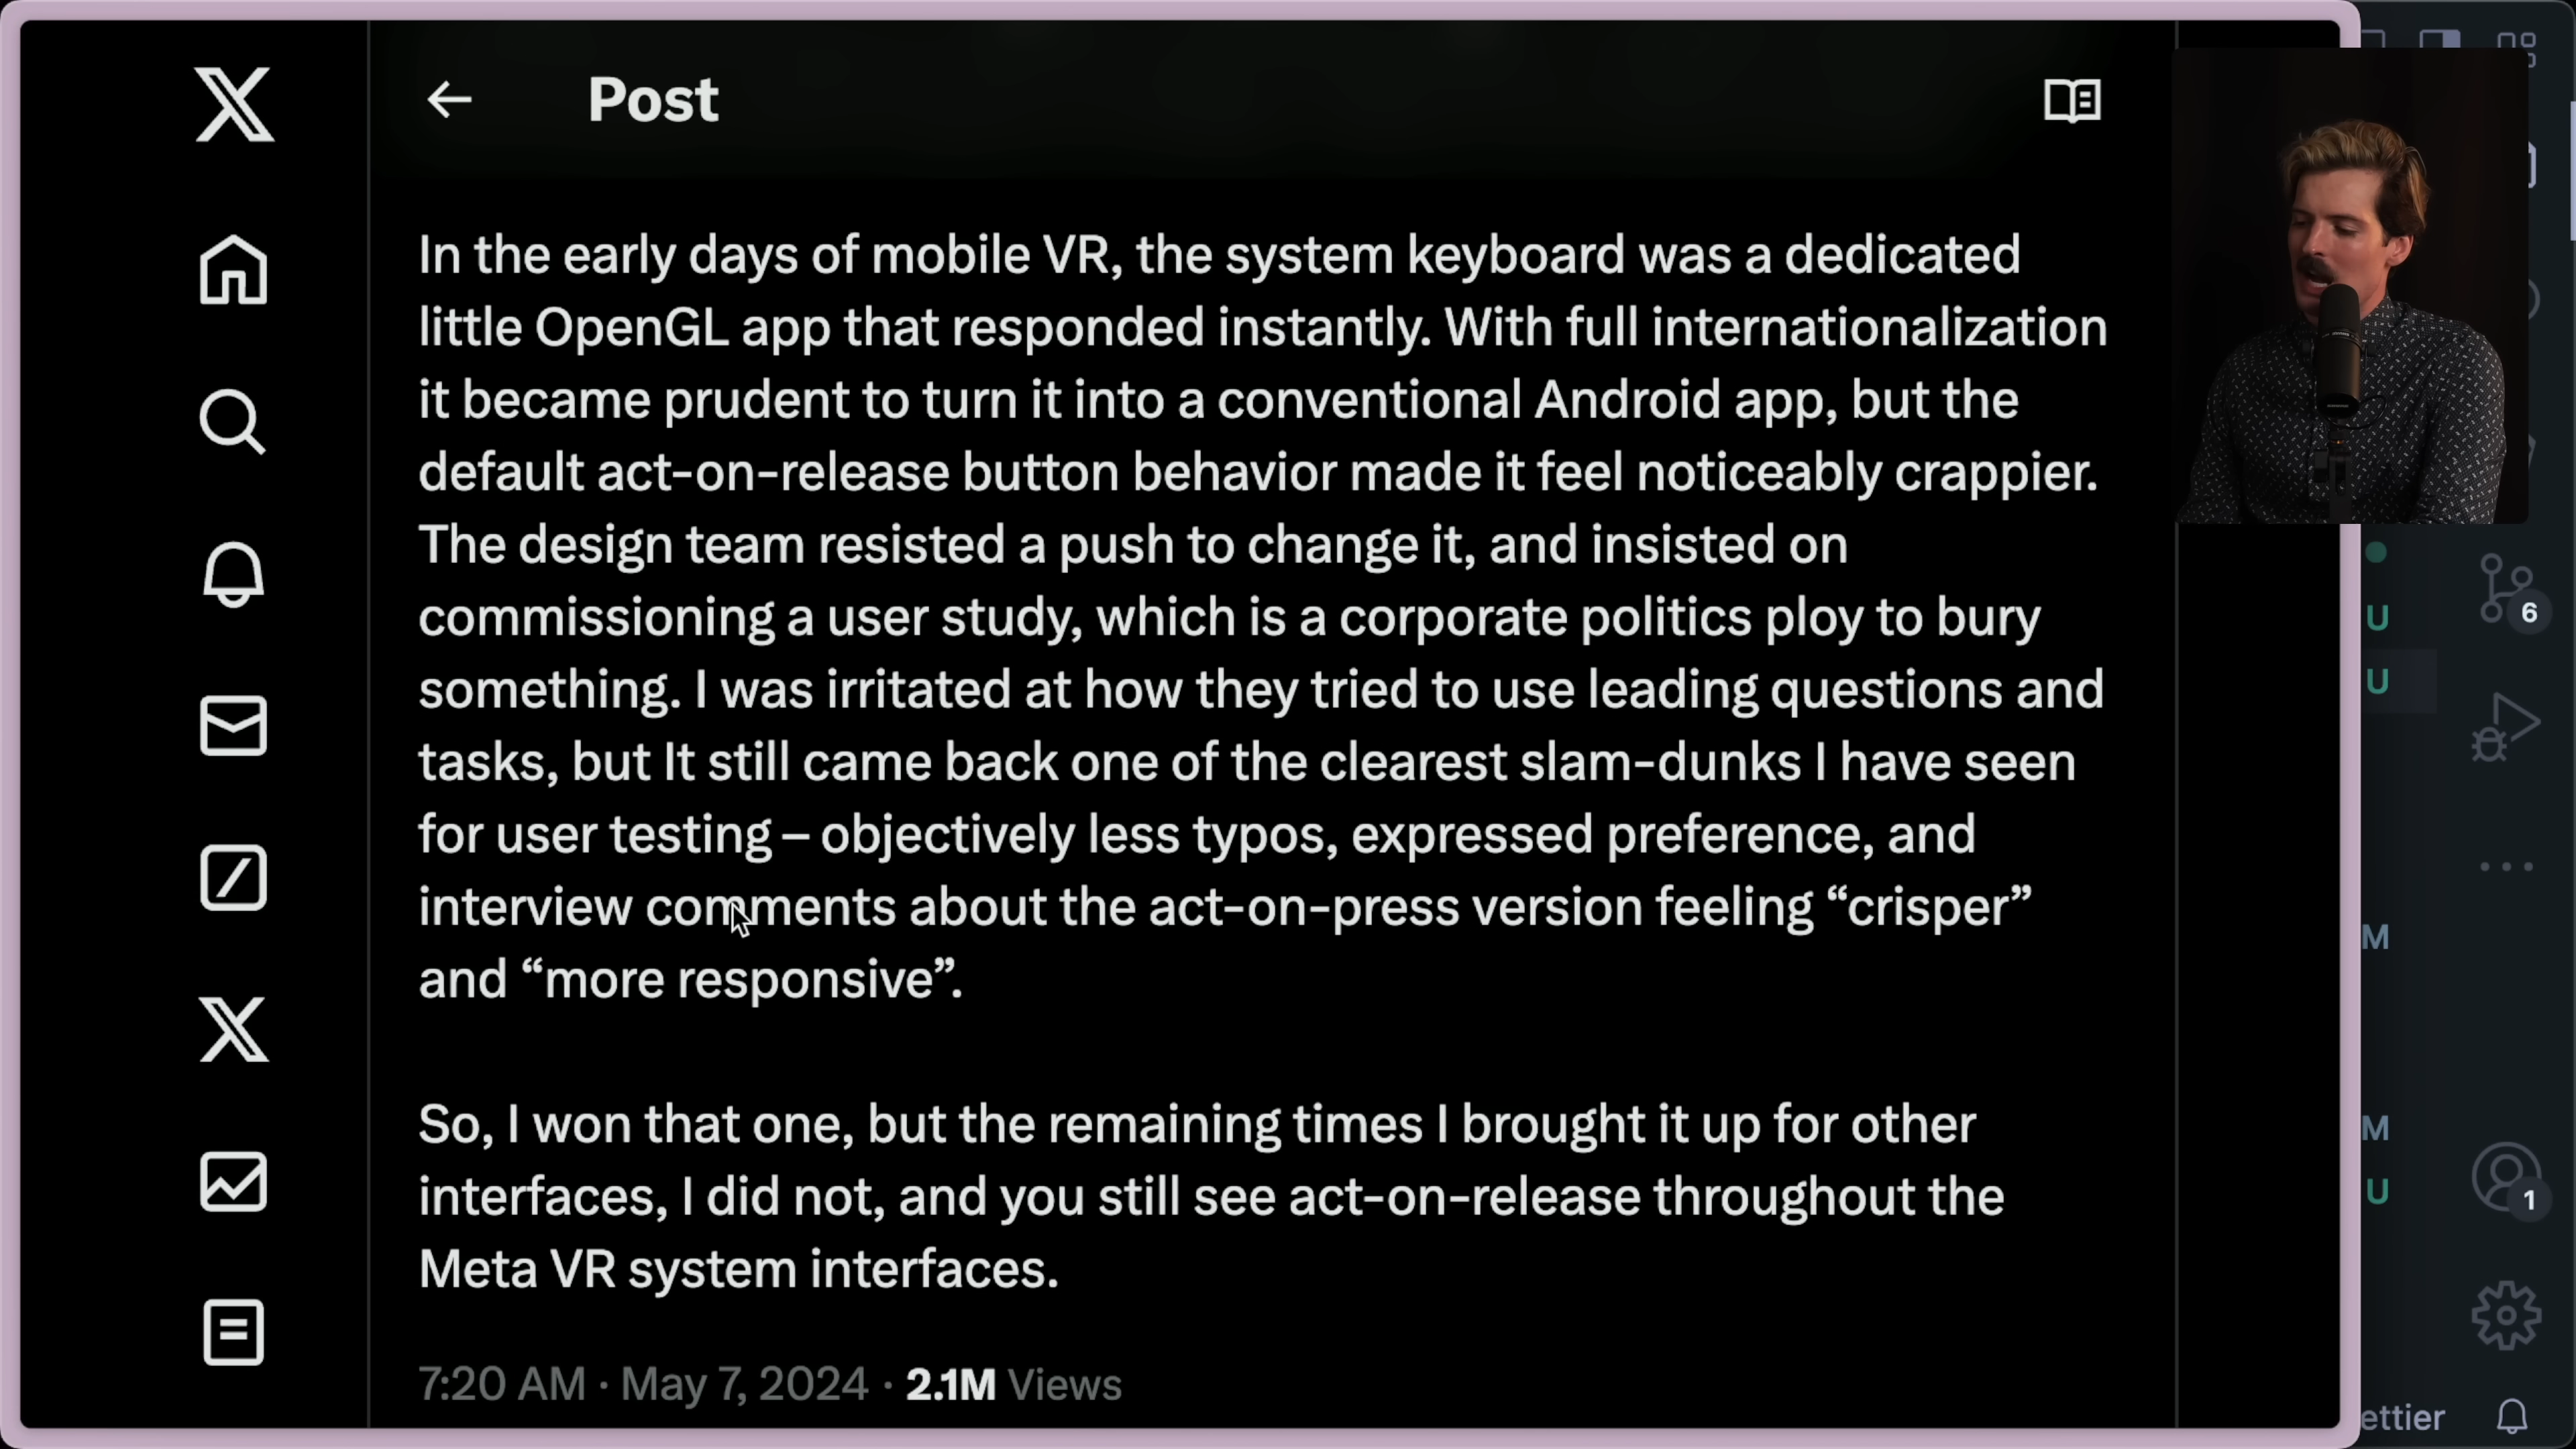 Post
In the early days of mobile VR, the system keyboard was a dedicated
little OpenGL app that responded instantly. With full internationalization
it became prudent to turn it into a conventional Android app, but the
default act-on-release button behavior made it feel noticeably crappier.
The design team resisted a push to change it, and insisted on
commissioning a user study, which is a corporate politics ploy to bury
something. I was irritated at how they tried to use leading questions and
tasks, but It still came back one of the clearest slam-dunks I have seen
for user testing – objectively less typos, expressed preference, and
interview comments about the act-on-press version feeling “crisper”
and “more responsive”.
So, I won that one, but the remaining times I brought it up for other
interfaces, I did not, and you still see act-on-release throughout the
Meta VR system interfaces.
7:20 AM · May 7, 2024 · 2.1M Views
U
6
U
M
M
U
1
ettier